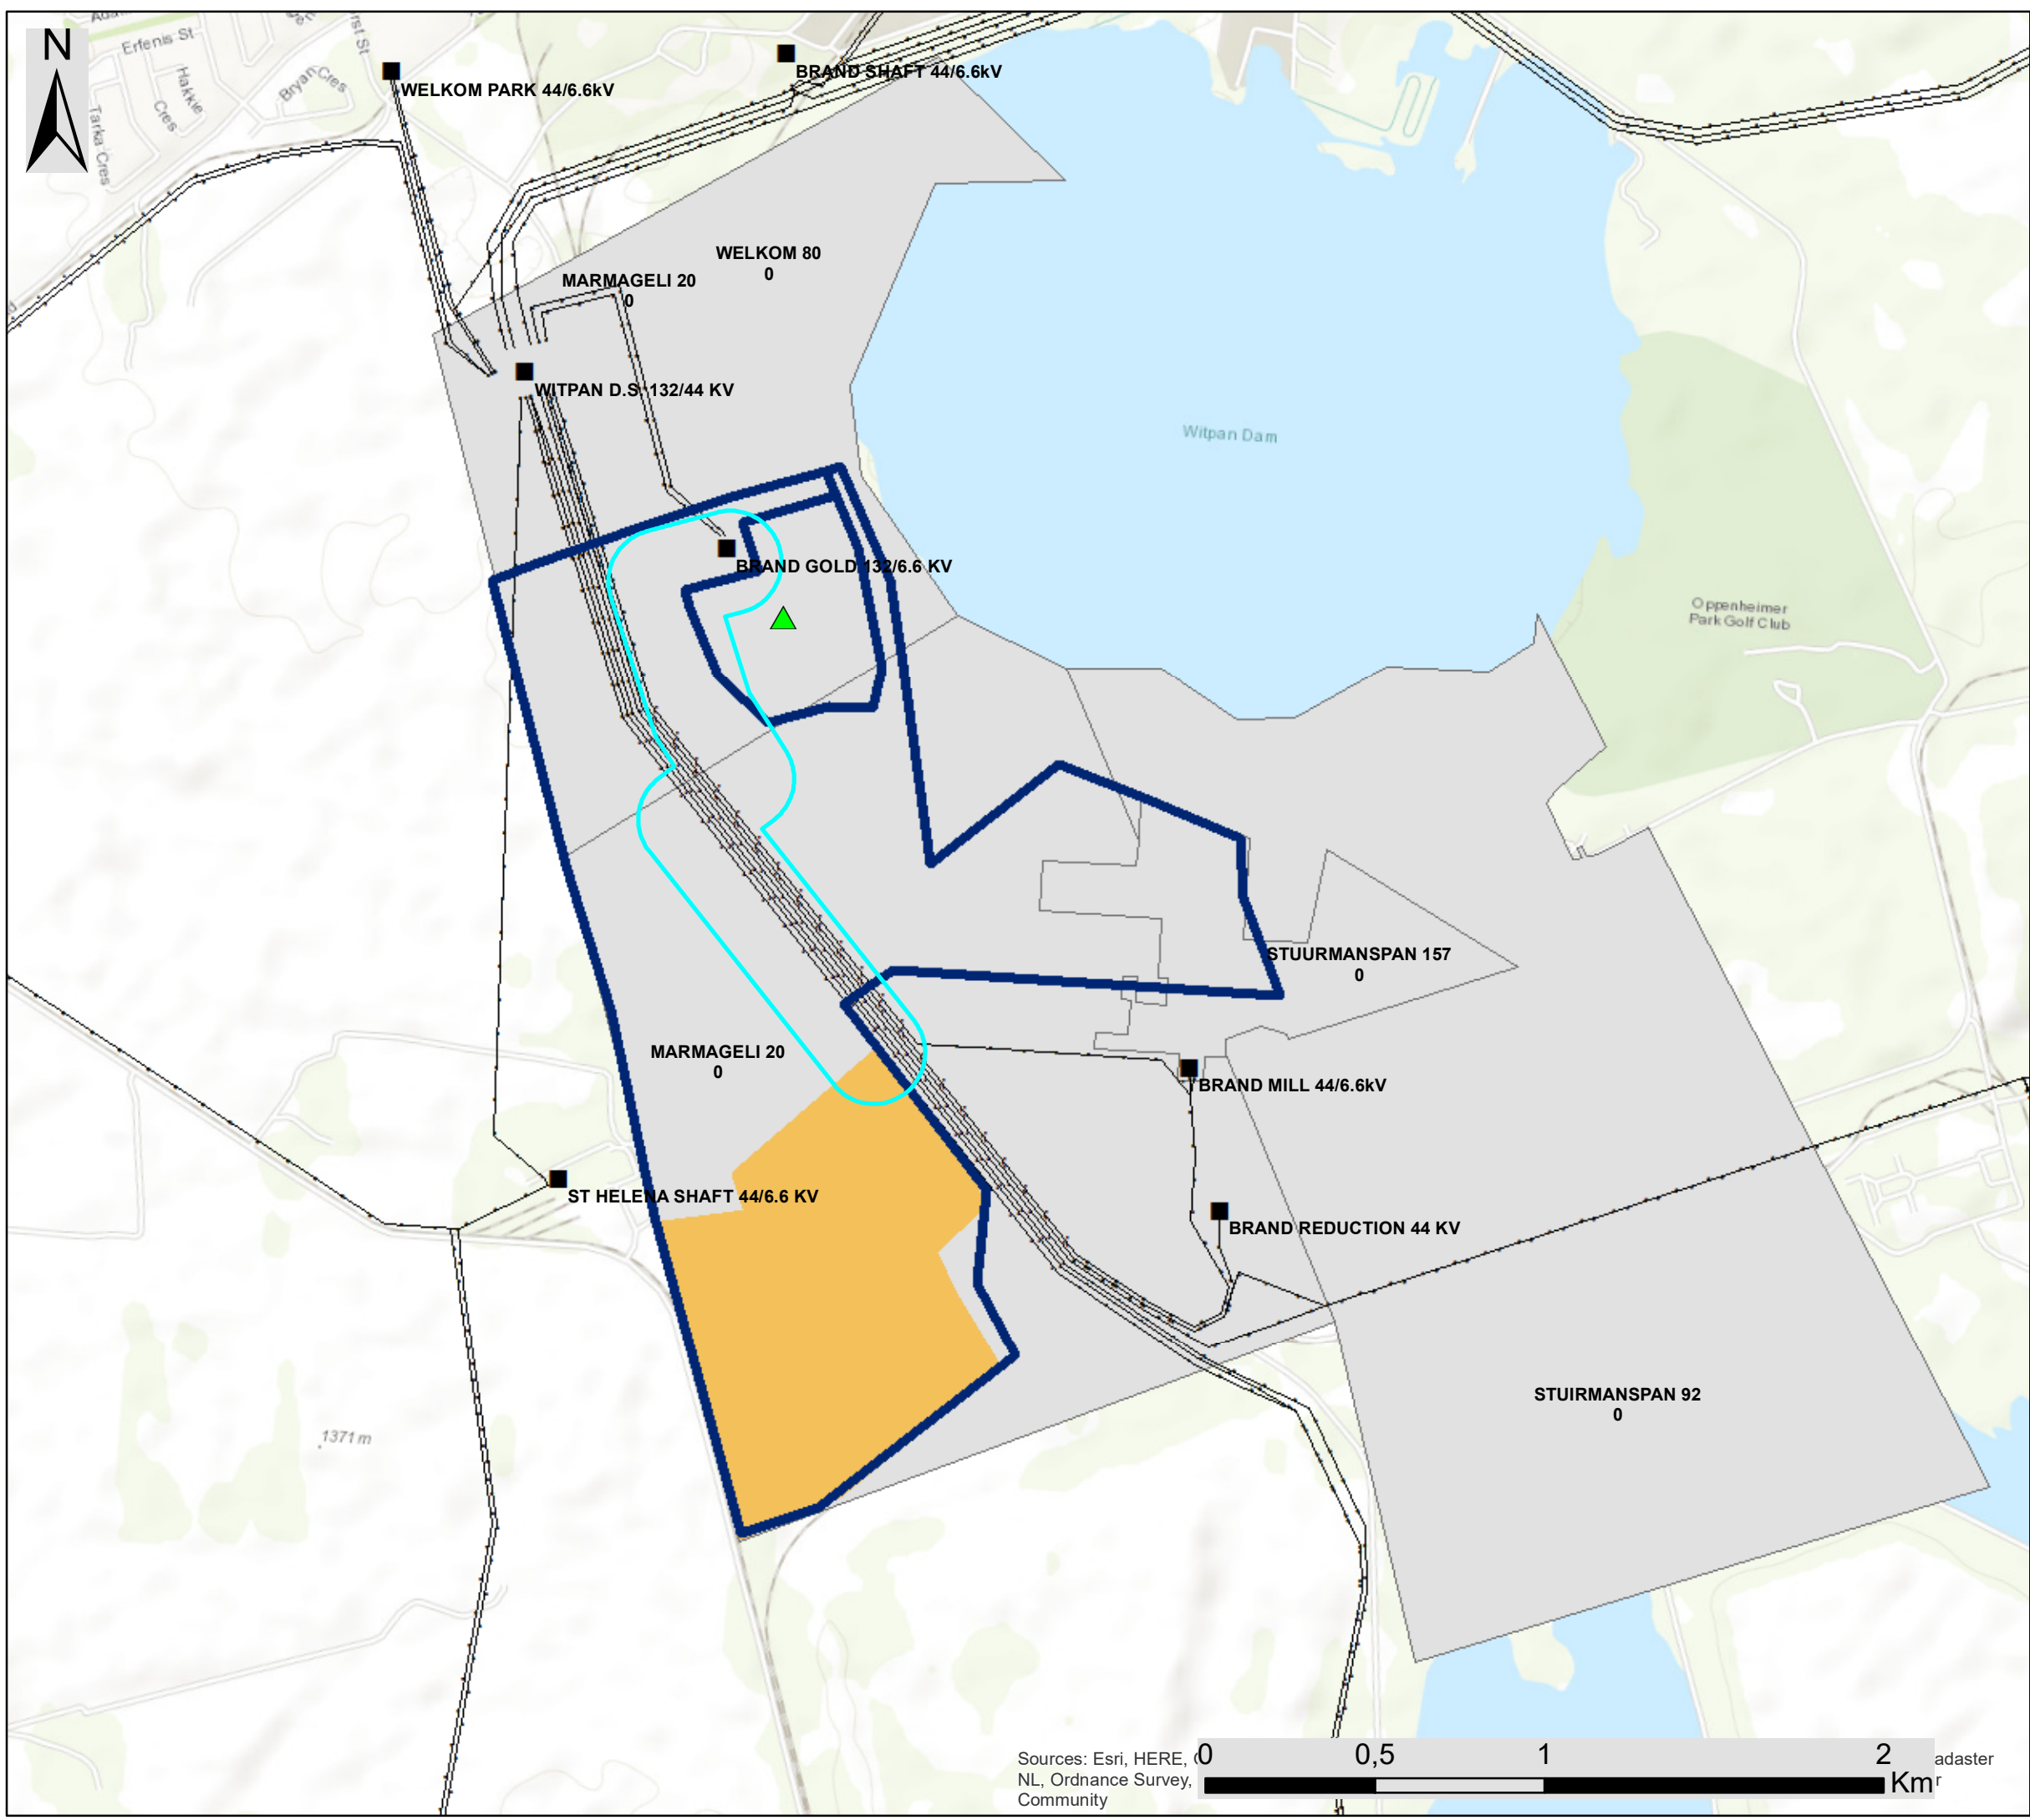 N
Erfenis St
Hakkie
Cres
Bryan Cres
Tarka Cres
WELKOM PARK 44/6.6kV
BRAND SHAFT 44/6.6kV
WELKOM 80
0
MARMAGELI 20
0
WITPAN D.S. 132/44 KV
Witpan Dam
BRAND GOLD 132/6.6 KV
Oppenheimer
Park Golf Club
STUURMANSPAN 157
0
MARMAGELI 20
0
BRAND MILL 44/6.6kV
ST HELENA SHAFT 44/6.6 KV
BRAND REDUCTION 44 KV
STUIRMANSPAN 92
0
1371 m
0 0,5 1 2
Km
Sources: Esri, HERE, adaster
NL, Ordnance Survey, r
Community